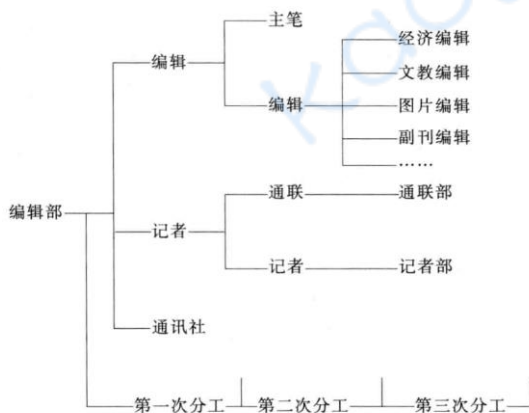 主笔
经济编辑
编辑
文教编辑
编辑
图片编辑
副刊编辑
……
通联
通联部
编辑部
记者
记者
记者部
通讯社
第一次分工
第二次分工
第三次分工